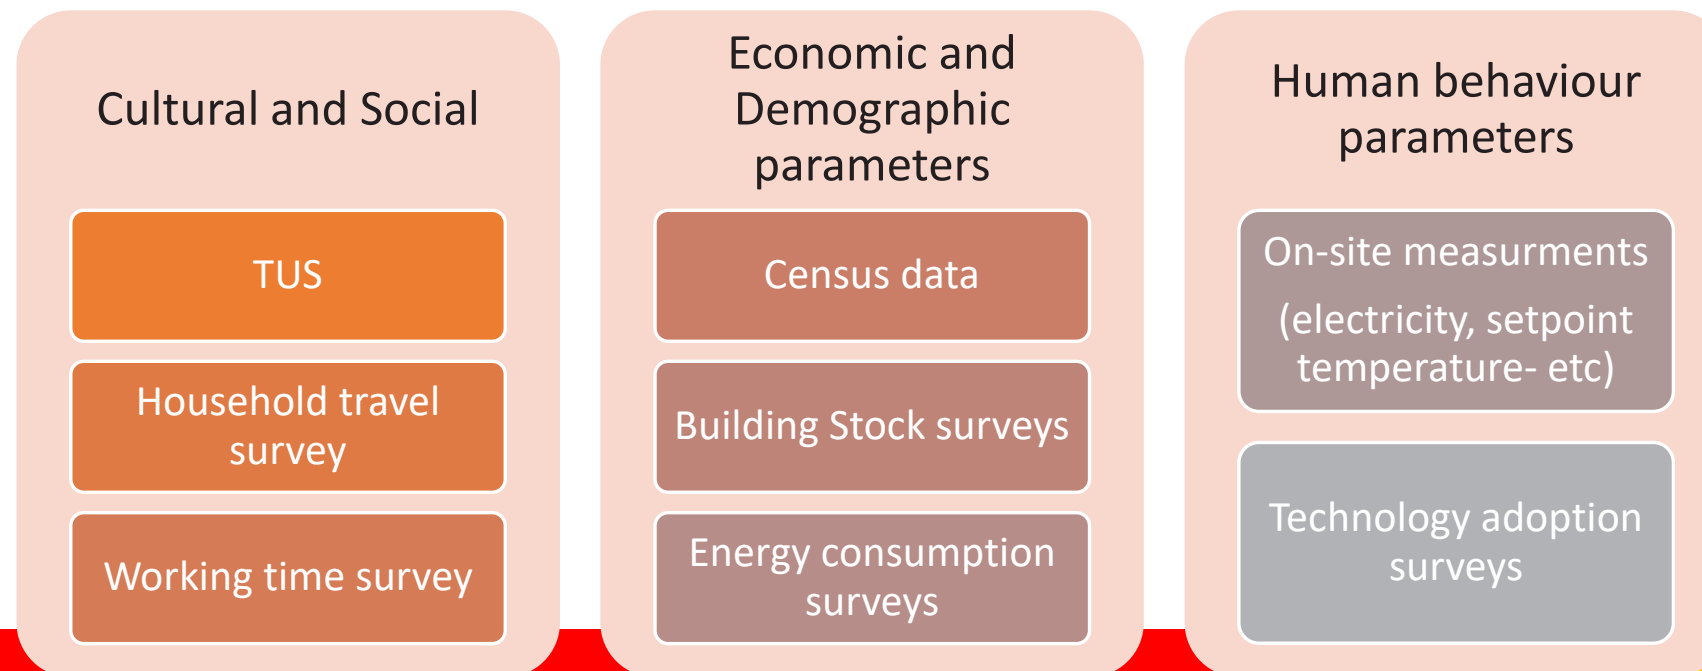 Cultural and Social
TUS
Household travel
survey
Working time survey
Economic and
Demographic
parameters
Census data
Building Stock surveys
Energy consumption
surveys
Human behaviour
parameters
On-site measurments
(electricity, setpoint
temperature- etc)
Technology adoption
surveys